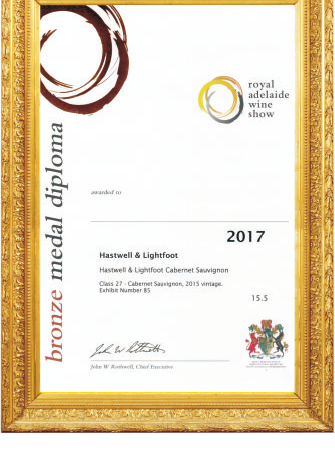 royal
adelaide
wine
show
bronze medal diploma
awarded to
2017
Hastwell & Lightfoot
Hastwell & Lightfoot Cabernet Sauvignon
Class 27 - Cabernet Sauvignon, 2015 vintage.
Exhibit Number 85
15.5
John W Rothwell, Chief Executive